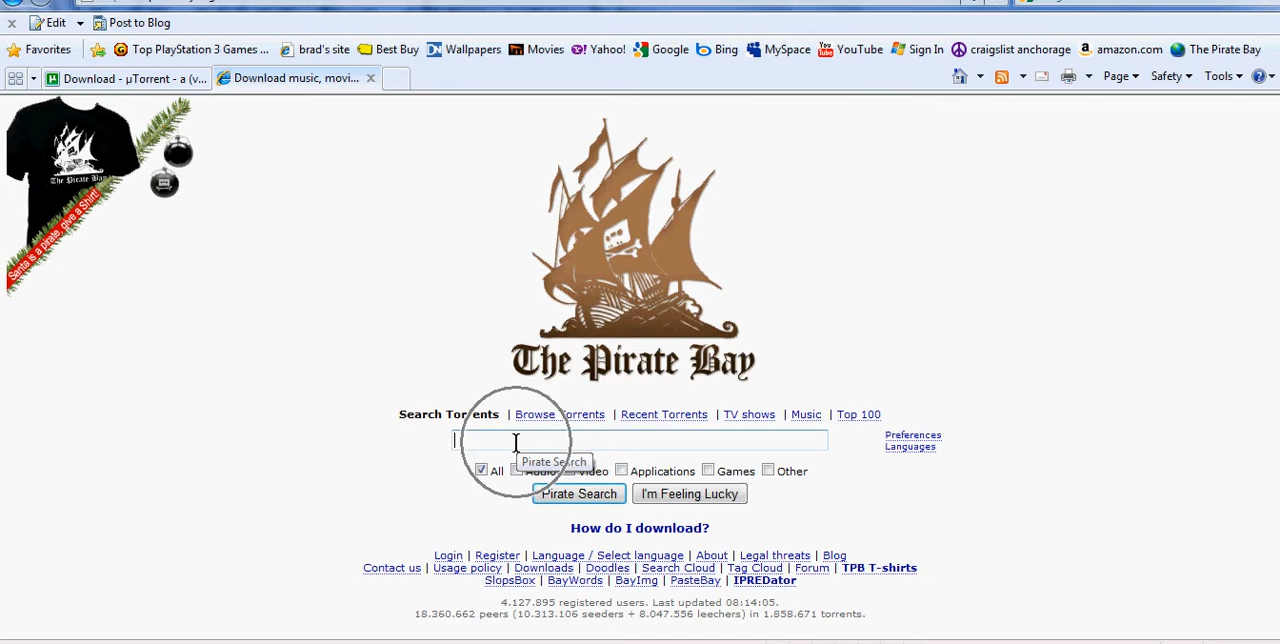 Edit Post to Blog
Favorites Top PlayStation 3 Games ... brad's site Best Buy Wallpapers Movies Yahoo! Google Bing MySpace YouTube Sign In craigslist anchorage amazon.com The Pirate Bay
Download - µTorrent - a (v... Download music, movi... Page Safety Tools
The Pirate Bay
Santa is a pirate, give a Shirt!
The Pirate Bay
Search Torrents | Browse Torrents | Recent Torrents | TV shows | Music | Top 100
Preferences
Languages
Pirate Search
All Audio Video Applications Games Other
Pirate Search I'm Feeling Lucky
How do I download?
Login | Register | Language / Select language | About | Legal threats | Blog
Contact us | Usage policy | Downloads | Doodles | Search Cloud | Tag Cloud | Forum | TPB T-shirts
SlopsBox | BayWords | BayImg | PasteBay | IPREDator
4.127.895 registered users. Last updated 08:14:05.
18.360.662 peers (10.313.106 seeders + 8.047.556 leechers) in 1.858.671 torrents.